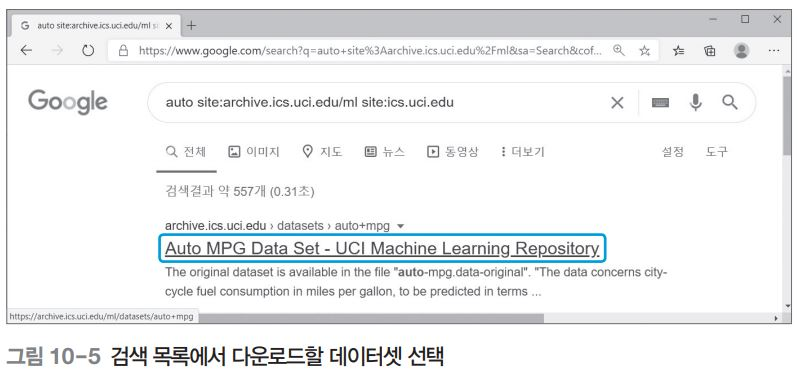 G auto site:archive.ics.uci.edu/ml si
https://www.google.com/search?q=auto+site%3Aarchive.ics.uci.edu%2Fml&sa=Search&cof...
Google
auto site:archive.ics.uci.edu/ml site:ics.uci.edu
전체 이미지 지도 뉴스 동영상 더보기 설정 도구
검색결과 약 557개 (0.31초)
archive.ics.uci.edu › datasets › auto+mpg
Auto MPG Data Set - UCI Machine Learning Repository
The original dataset is available in the file "auto-mpg.data-original". "The data concerns city-
cycle fuel consumption in miles per gallon, to be predicted in terms ...
https://archive.ics.uci.edu/ml/datasets/auto+mpg
그림 10-5 검색 목록에서 다운로드할 데이터셋 선택